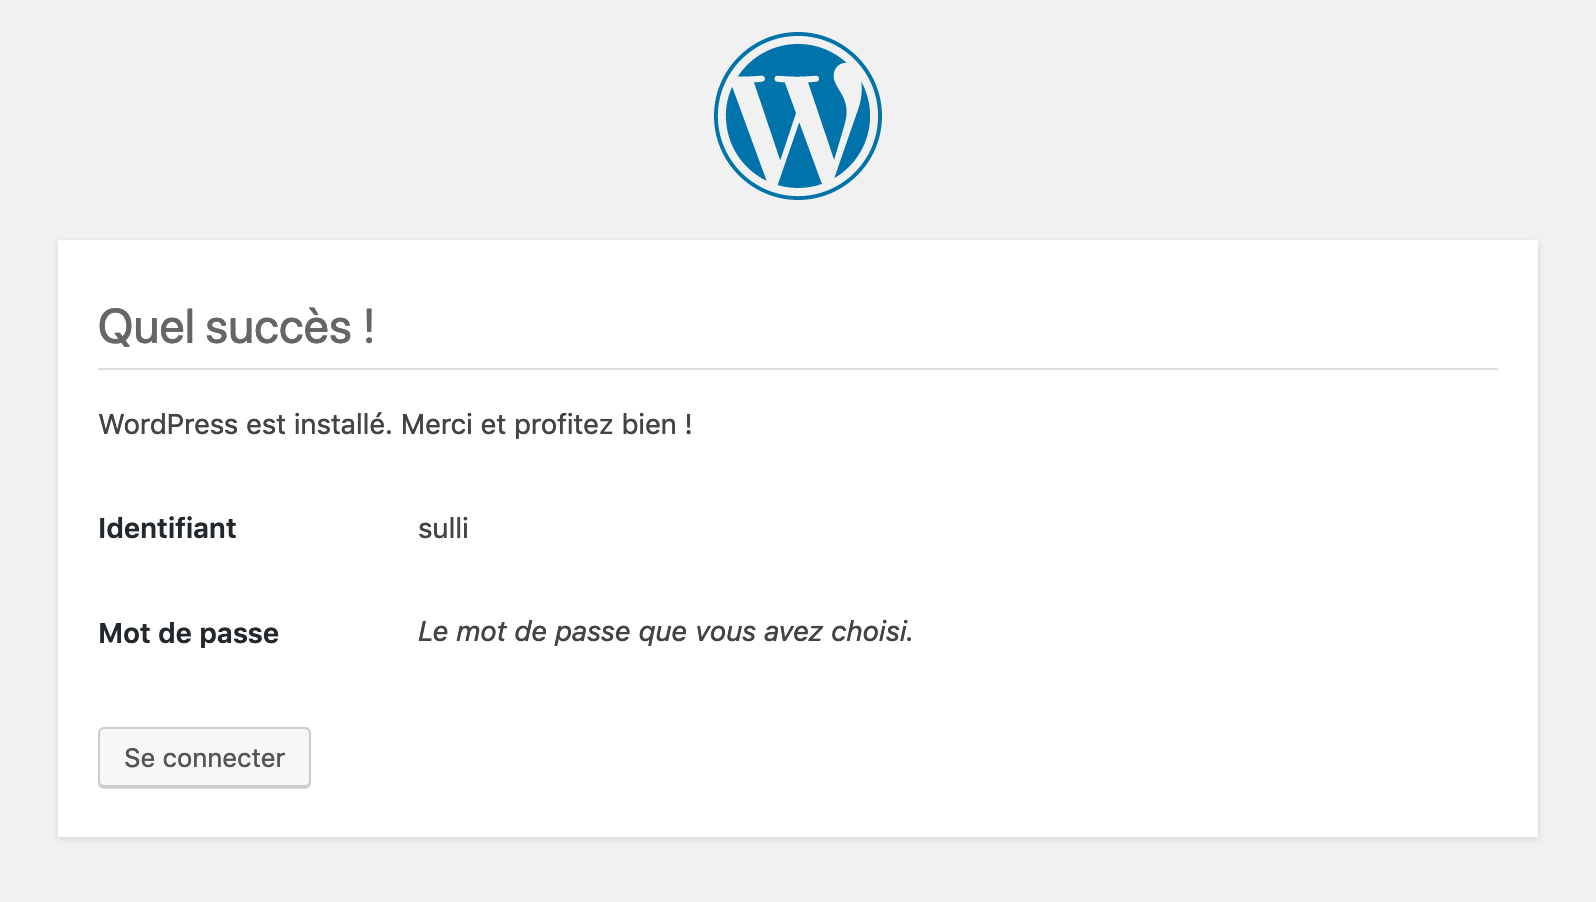 Quel succès !
WordPress est installé. Merci et profitez bien !
Identifiant sulli
Mot de passe Le mot de passe que vous avez choisi.
Se connecter